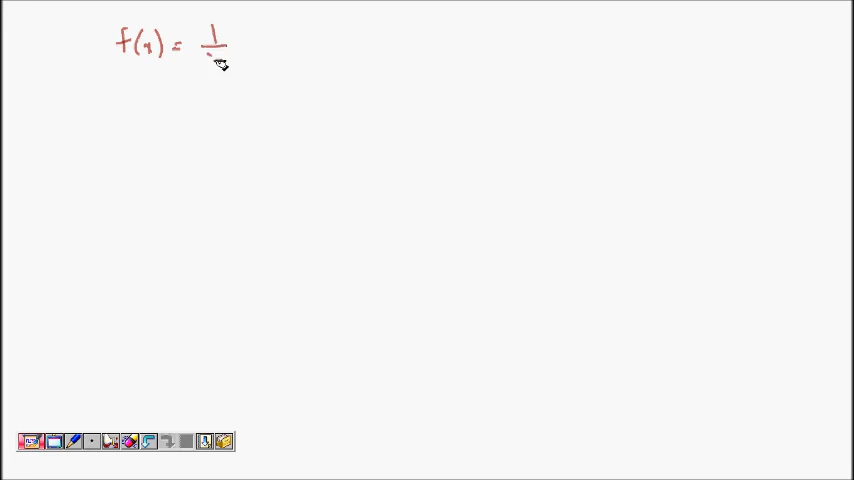 f(x) = 1/